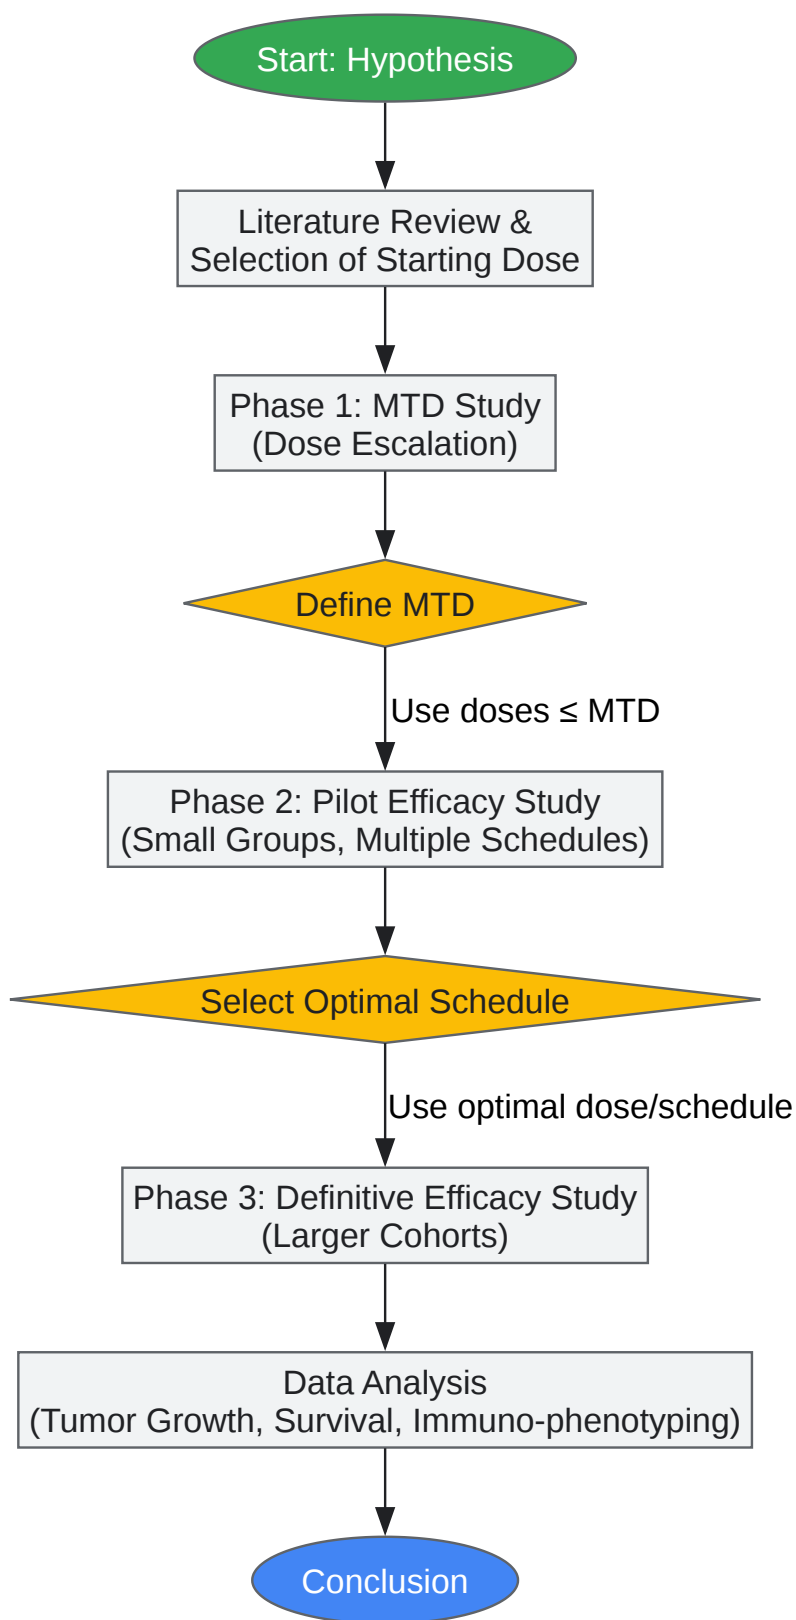 Start: Hypothesis
Literature Review &
Selection of Starting Dose
Phase 1: MTD Study
(Dose Escalation)
Define MTD
Use doses ≤ MTD
Phase 2: Pilot Efficacy Study
(Small Groups, Multiple Schedules)
Select Optimal Schedule
Use optimal dose/schedule
Phase 3: Definitive Efficacy Study
(Larger Cohorts)
Data Analysis
(Tumor Growth, Survival, Immuno-phenotyping)
Conclusion